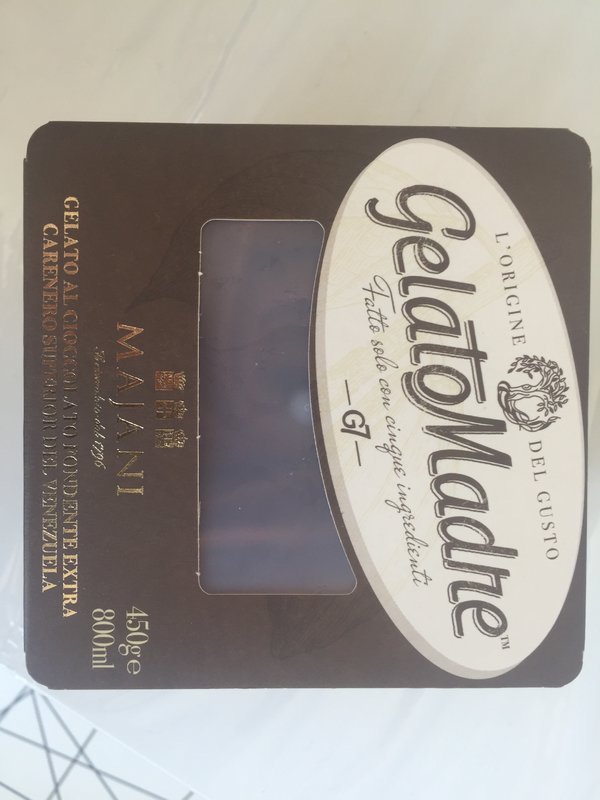 L'ORIGINE DEL GUSTO
GelatoMadre™
Fatto solo con cinque ingredienti
—G7—
MAJANI
GELATO AL CIOCCOLATO FONDENTE EXTRA
CARENERO SUPERIOR DEL VENEZUELA
450g e
800ml